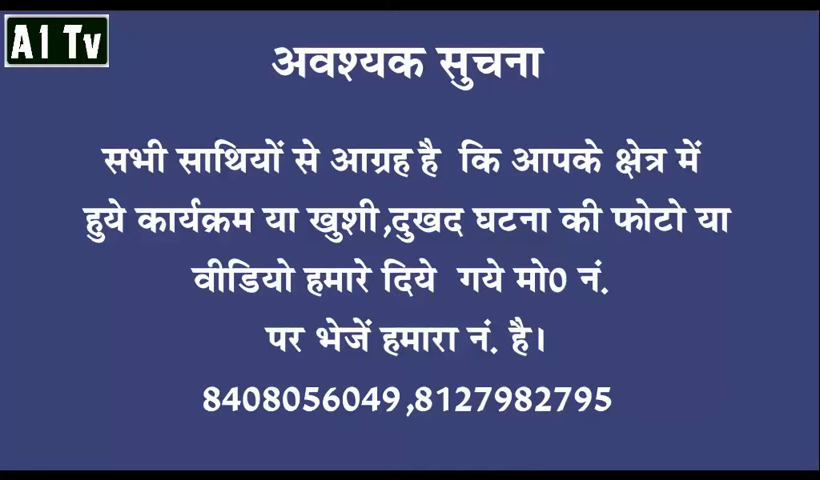 A1 Tv
अवश्यक सुचना
सभी साथियों से आग्रह है कि आपके क्षेत्र में
हुये कार्यक्रम या खुशी,दुखद घटना की फोटो या
वीडियो हमारे दिये गये मो0 नं.
पर भेजें हमारा नं. है।
8408056049,8127982795